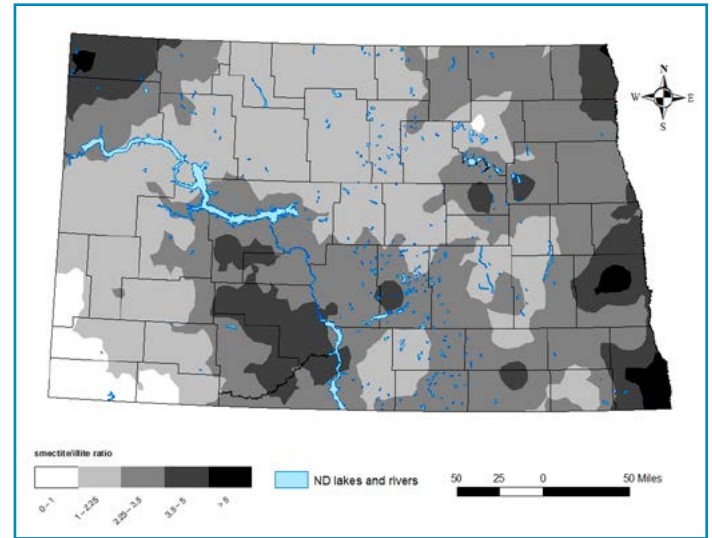 N
W E
S
smectite/illite ratio
0 – 1
1 – 2.25
2.25 – 3.5
3.5 – 5
> 5
ND lakes and rivers
50 25 0 50 Miles